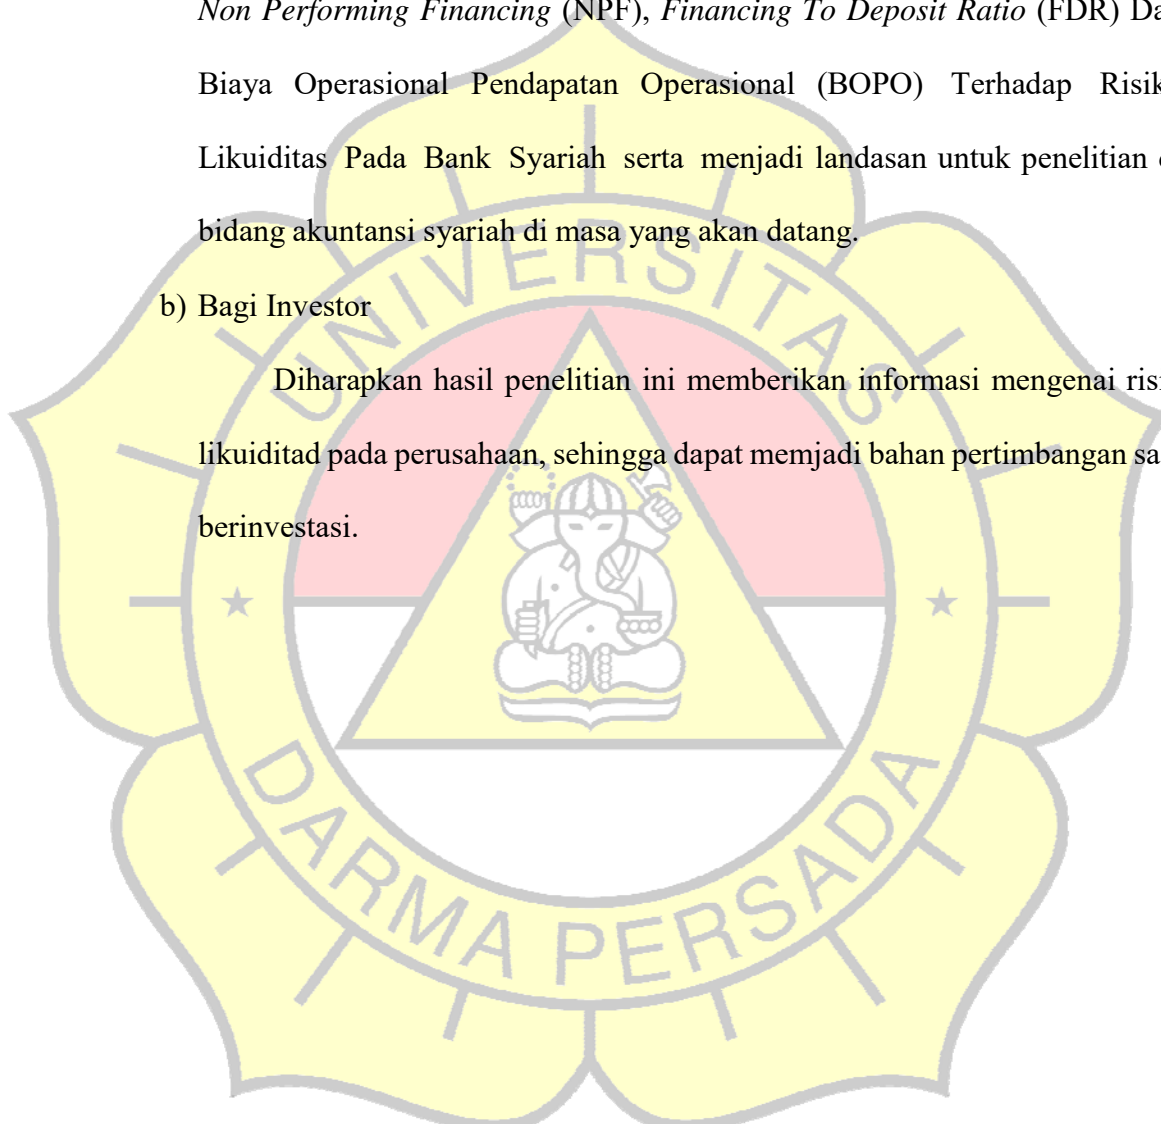 Non Performing Financing (NPF), Financing To Deposit Ratio (FDR) Da
Biaya Operasional Pendapatan Operasional (BOPO) Terhadap Risik
Likuiditas Pada Bank Syariah serta menjadi landasan untuk penelitian
bidang akuntansi syariah di masa yang akan datang.
b) Bagi Investor
Diharapkan hasil penelitian ini memberikan informasi mengenai risi
likuiditad pada perusahaan, sehingga dapat memjadi bahan pertimbangan sa
berinvestasi.
UNIVERSITAS
DARMA PERSADA